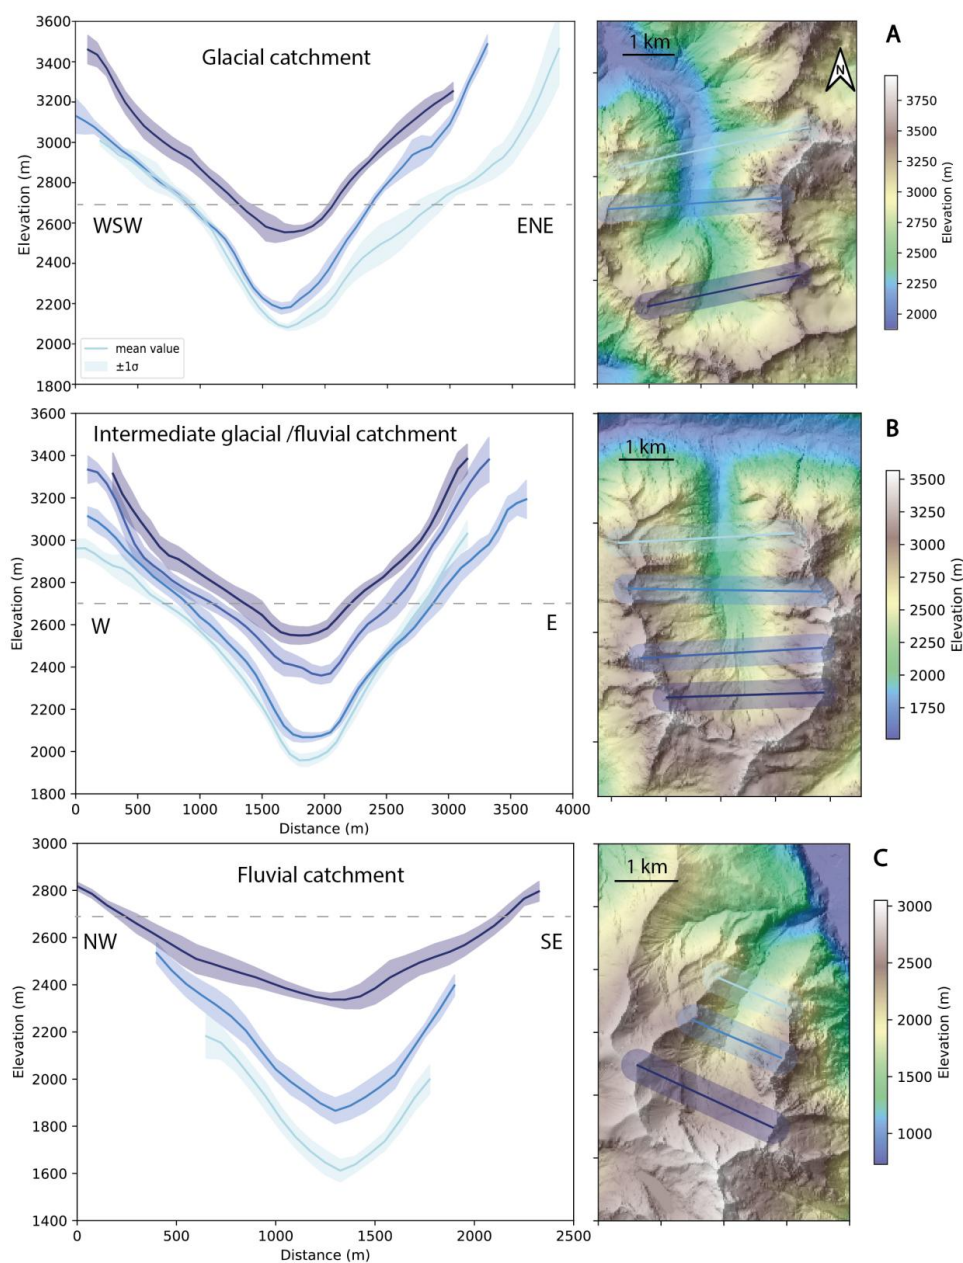 3600
3400
3200
3000
2800
2600
2400
2200
2000
1800
Elevation (m)
Glacial catchment
WSW
ENE
mean value
±1σ
1 km
N
A
3750
3500
3250
3000
2750
2500
2250
2000
Elevation (m)
3600
3400
3200
3000
2800
2600
2400
2200
2000
1800
Elevation (m)
Intermediate glacial /fluvial catchment
W
E
0
500
1000
1500
2000
2500
3000
3500
4000
Distance (m)
1 km
B
3500
3250
3000
2750
2500
2250
2000
1750
Elevation (m)
3000
2800
2600
2400
2200
2000
1800
1600
1400
Elevation (m)
Fluvial catchment
NW
SE
0
500
1000
1500
2000
2500
Distance (m)
1 km
C
3000
2500
2000
1500
1000
Elevation (m)